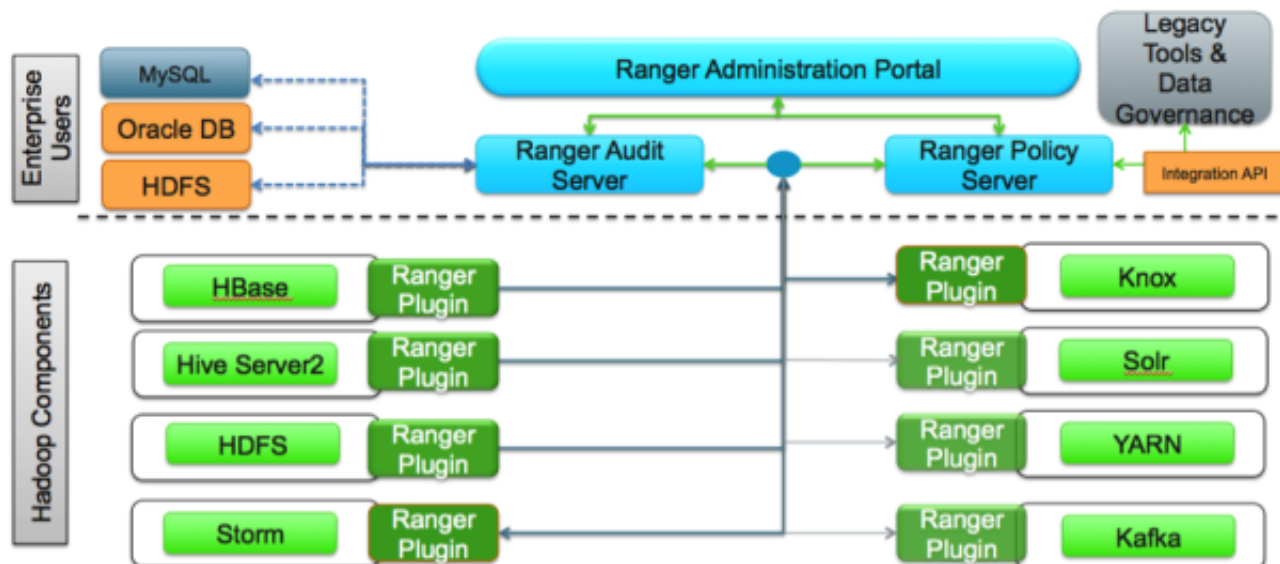 Enterprise
Users
MySQL
Oracle DB
HDFS
Ranger Administration Portal
Ranger Audit
Server
Ranger Policy
Server
Legacy
Tools &
Data
Governance
Integration API
Hadoop Components
HBase
Ranger
Plugin
Ranger
Plugin
Knox
Hive Server2
Ranger
Plugin
Ranger
Plugin
Solr
HDFS
Ranger
Plugin
Ranger
Plugin
YARN
Storm
Ranger
Plugin
Ranger
Plugin
Kafka